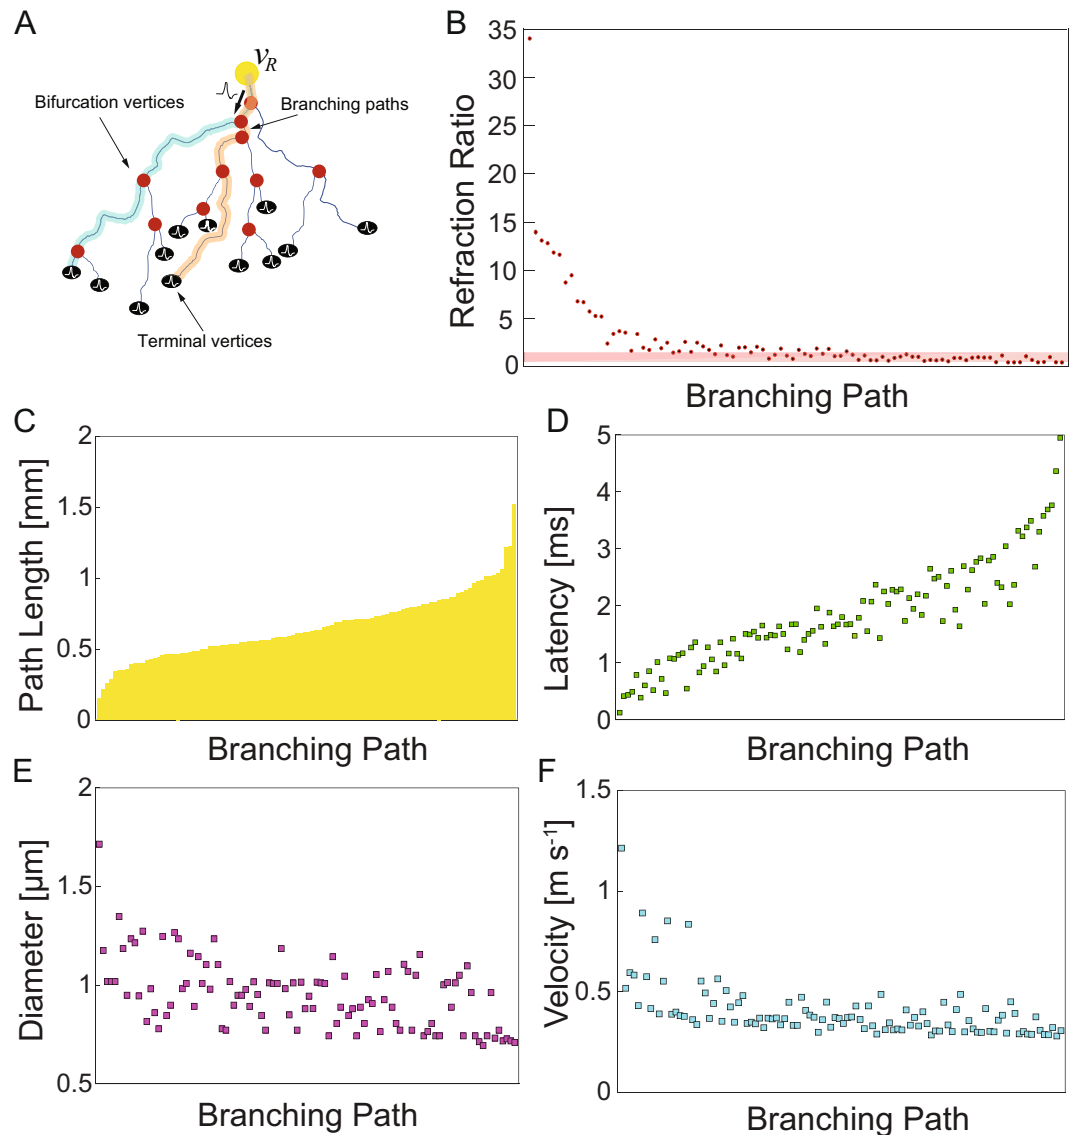 A
v_R
Bifurcation vertices
Branching paths
Terminal vertices
B
Refraction Ratio
35
30
25
20
15
10
5
0
Branching Path
C
Path Length [mm]
2
1.5
1
0.5
0
Branching Path
D
Latency [ms]
5
4
3
2
1
0
Branching Path
E
Diameter [µm]
2
1.5
1
0.5
Branching Path
F
Velocity [m s⁻¹]
1.5
1
0.5
0
Branching Path